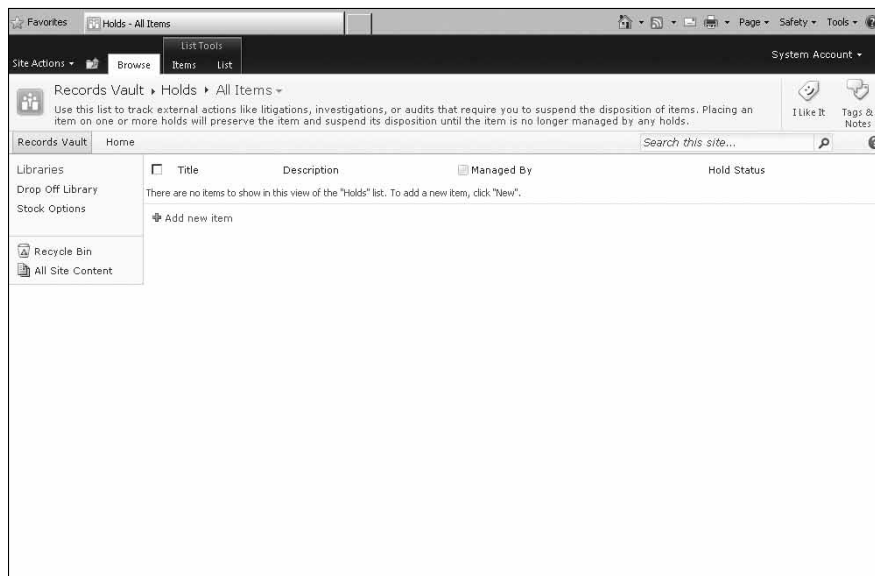 Favorites Holds - All Items Page Safety Tools
List Tools
Site Actions Browse Items List System Account
Records Vault Holds All Items
Use this list to track external actions like litigations, investigations, or audits that require you to suspend the disposition of items. Placing an
item on one or more holds will preserve the item and suspend its disposition until the item is no longer managed by any holds.
I Like It Tags &
Notes
Records Vault Home Search this site...
Libraries Title Description Managed By Hold Status
Drop Off Library There are no items to show in this view of the "Holds" list. To add a new item, click "New".
Stock Options Add new item
Recycle Bin
All Site Content